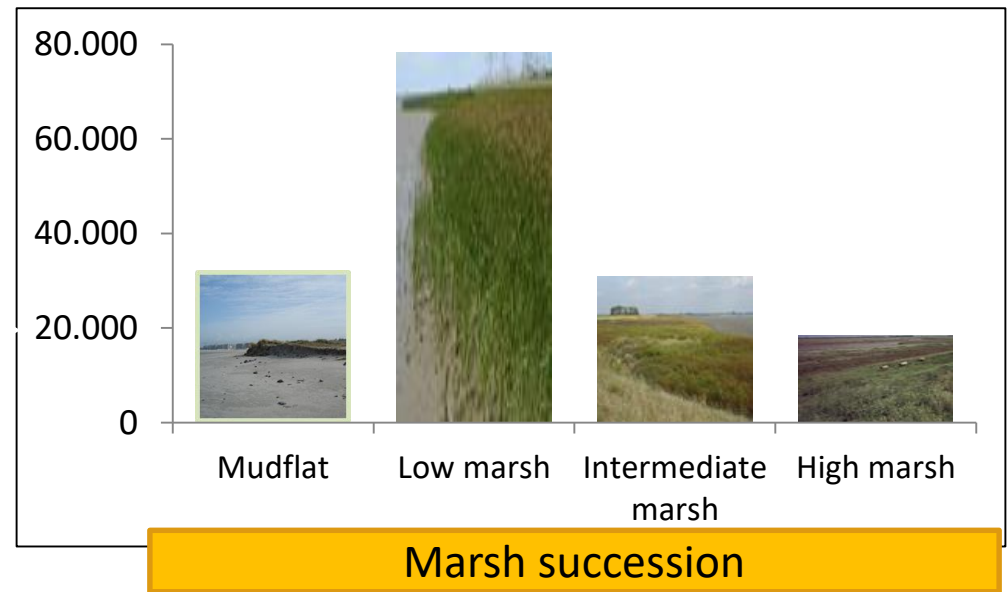 80.000
60.000
40.000
20.000
0
Mudflat
Low marsh
Intermediate
marsh
High marsh
Marsh succession